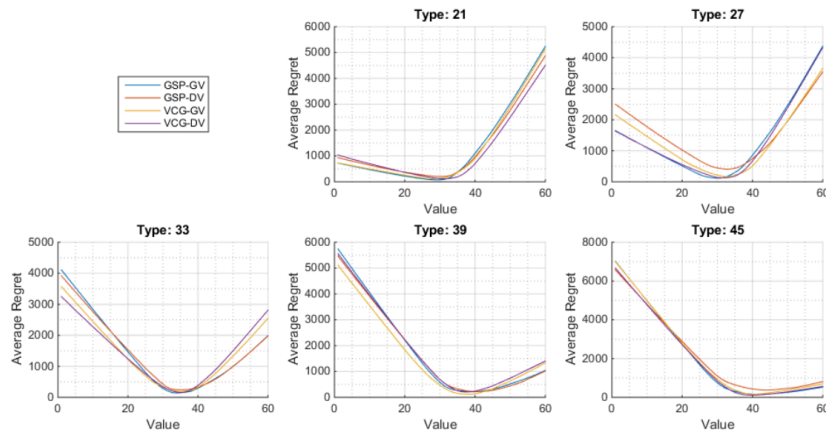 GSP-GV
GSP-DV
VCG-GV
VCG-DV
Type: 21
6000
5000
4000
3000
2000
1000
0
Average Regret
0 20 40 60
Value
Type: 27
5000
4000
3000
2000
1000
0
Average Regret
0 20 40 60
Value
Type: 33
5000
4000
3000
2000
1000
0
Average Regret
0 20 40 60
Value
Type: 39
6000
5000
4000
3000
2000
1000
0
Average Regret
0 20 40 60
Value
Type: 45
8000
6000
4000
2000
0
Average Regret
0 20 40 60
Value